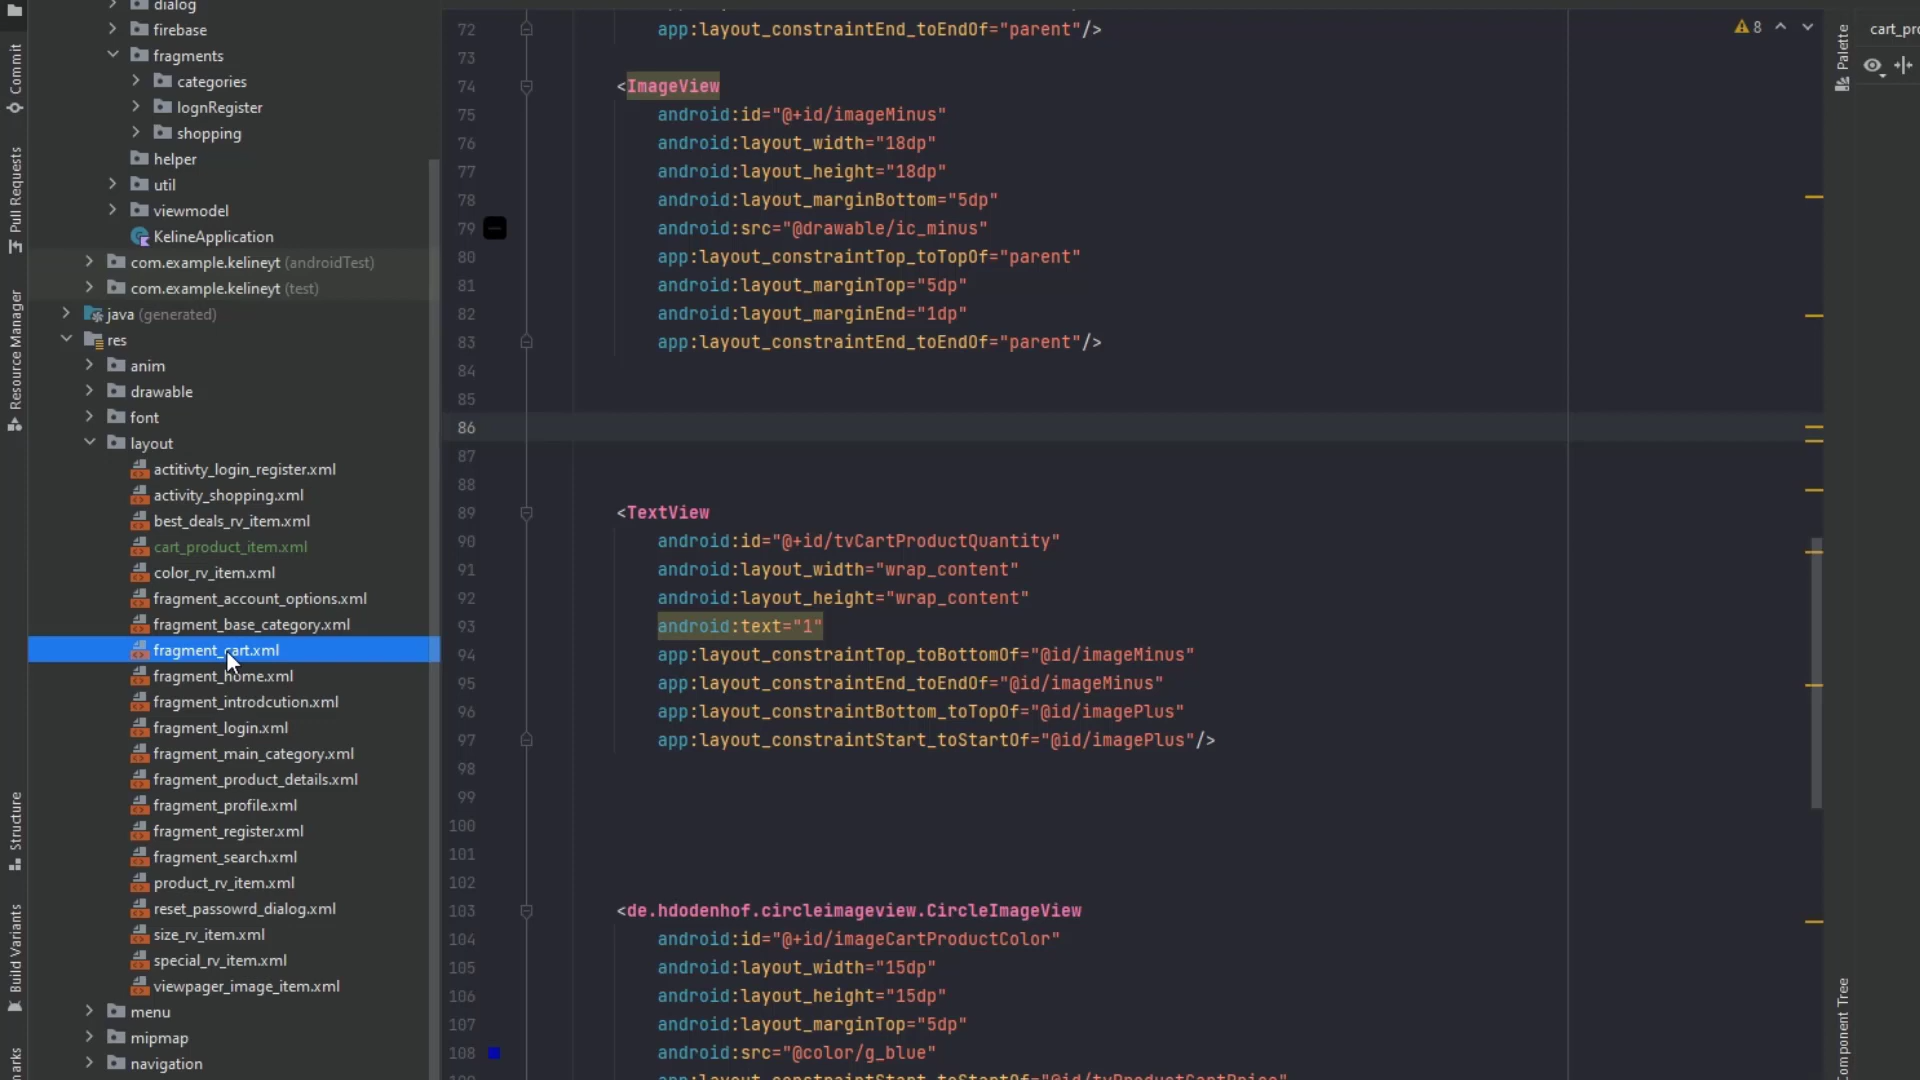 Commit
Pull Requests
Resource Manager
Structure
Build Variants
dialog
firebase
fragments
categories
lognRegister
shopping
helper
util
viewmodel
KelineApplication
com.example.kelineyt (androidTest)
com.example.kelineyt (test)
java (generated)
res
anim
drawable
font
layout
actitivty_login_register.xml
activity_shopping.xml
best_deals_rv_item.xml
cart_product_item.xml
color_rv_item.xml
fragment_account_options.xml
fragment_base_category.xml
fragment_cart.xml
fragment_home.xml
fragment_introdcution.xml
fragment_login.xml
fragment_main_category.xml
fragment_product_details.xml
fragment_profile.xml
fragment_register.xml
fragment_search.xml
product_rv_item.xml
reset_passowrd_dialog.xml
size_rv_item.xml
special_rv_item.xml
viewpager_image_item.xml
menu
mipmap
navigation
72 app:layout_constraintEnd_toEndOf="parent"/>
73
74 <ImageView
75 android:id="@+id/imageMinus"
76 android:layout_width="18dp"
77 android:layout_height="18dp"
78 android:layout_marginBottom="5dp"
79 android:src="@drawable/ic_minus"
80 app:layout_constraintTop_toTopOf="parent"
81 android:layout_marginTop="5dp"
82 android:layout_marginEnd="1dp"
83 app:layout_constraintEnd_toEndOf="parent"/>
84
85
86
87
88
89 <TextView
90 android:id="@+id/tvCartProductQuantity"
91 android:layout_width="wrap_content"
92 android:layout_height="wrap_content"
93 android:text="1"
94 app:layout_constraintTop_toBottomOf="@id/imageMinus"
95 app:layout_constraintEnd_toEndOf="@id/imageMinus"
96 app:layout_constraintBottom_toTopOf="@id/imagePlus"
97 app:layout_constraintStart_toStartOf="@id/imagePlus"/>
98
99
100
101
102
103 <de.hdodenhof.circleimageview.CircleImageView
104 android:id="@+id/imageCartProductColor"
105 android:layout_width="15dp"
106 android:layout_height="15dp"
107 android:layout_marginTop="5dp"
108 android:src="@color/g_blue"
8
Palette
cart_pro